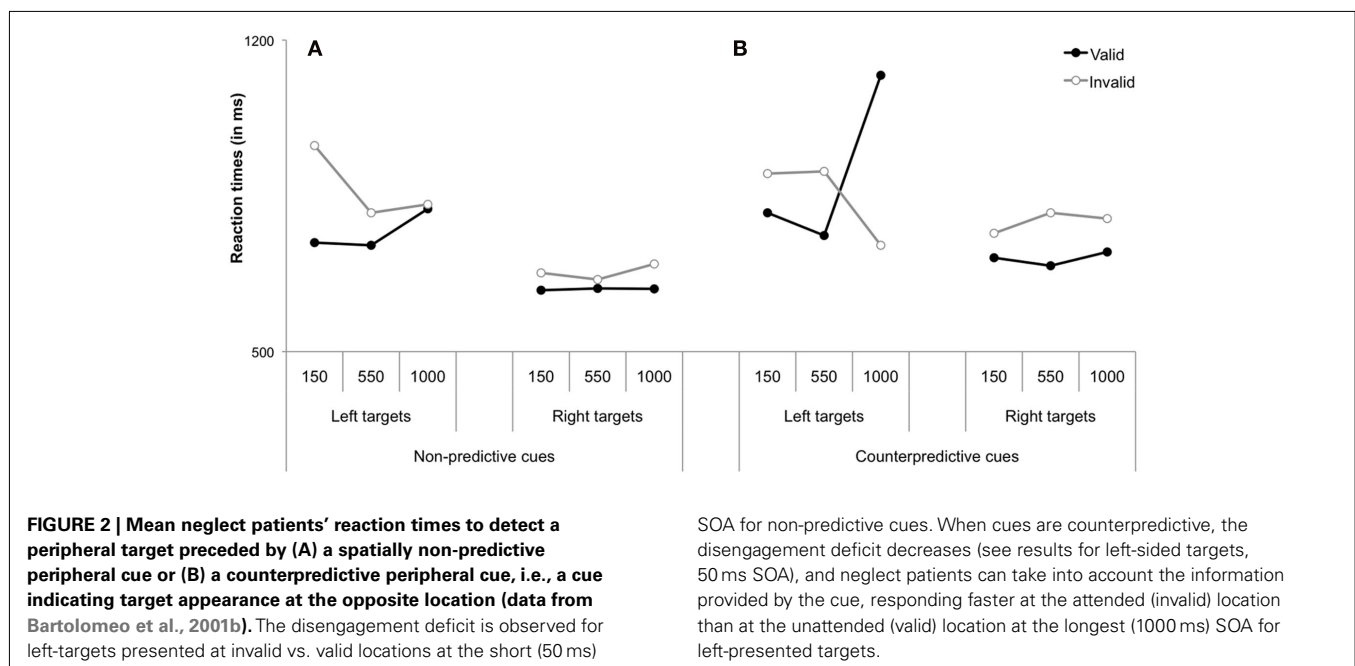 1200
A
B
Valid
Invalid
Reaction times (in ms)
500
150 550 1000 150 550 1000 150 550 1000 150 550 1000
Left targets Right targets Left targets Right targets
Non-predictive cues Counterpredictive cues
FIGURE 2 | Mean neglect patients’ reaction times to detect a
peripheral target preceded by (A) a spatially non-predictive
peripheral cue or (B) a counterpredictive peripheral cue, i.e., a cue
indicating target appearance at the opposite location (data from
Bartolomeo et al., 2001b). The disengagement deficit is observed for
left-targets presented at invalid vs. valid locations at the short (50 ms)
SOA for non-predictive cues. When cues are counterpredictive, the
disengagement deficit decreases (see results for left-sided targets,
50 ms SOA), and neglect patients can take into account the information
provided by the cue, responding faster at the attended (invalid) location
than at the unattended (valid) location at the longest (1000 ms) SOA for
left-presented targets.